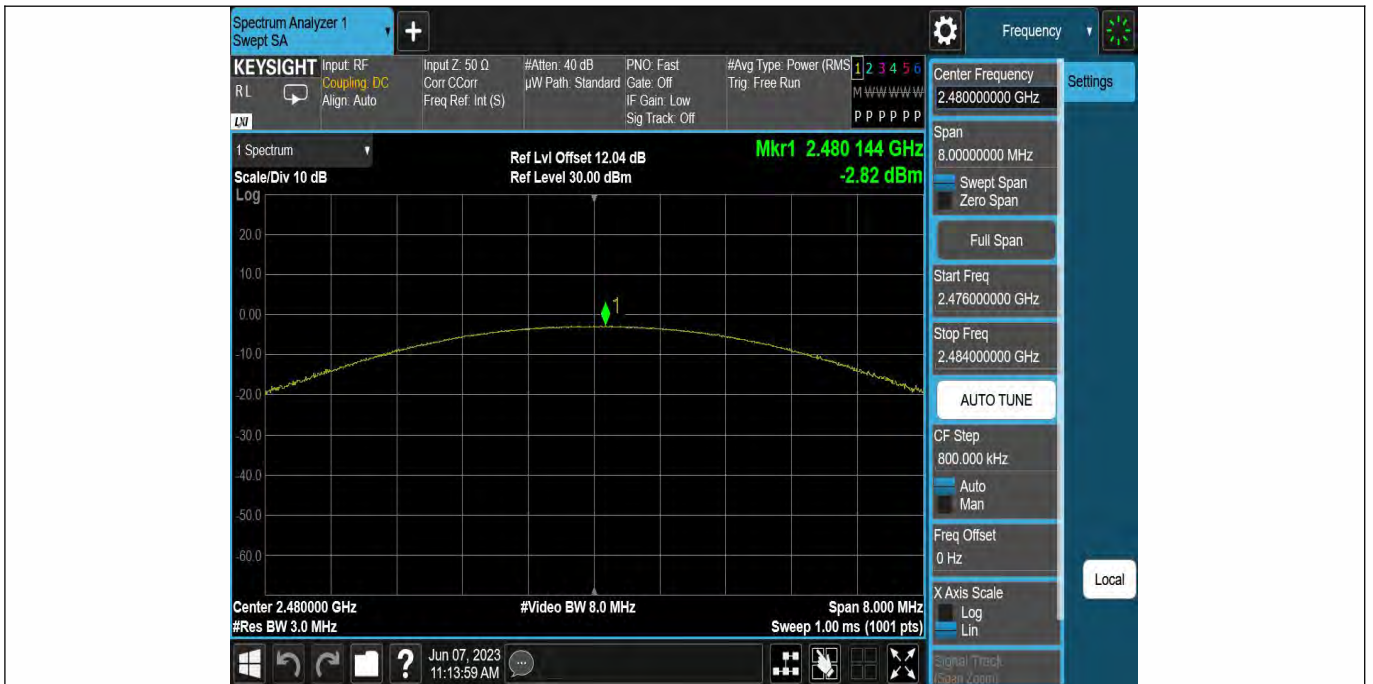 Spectrum Analyzer 1
Swept SA
+
Frequency
KEYSIGHT
RL
LXI
Input: RF
Coupling: DC
Align: Auto
Input Z: 50 Ω
Corr CCorr
Freq Ref: Int (S)
#Atten: 40 dB
µW Path: Standard
PNO: Fast
Gate: Off
IF Gain: Low
Sig Track: Off
#Avg Type: Power (RMS
Trig: Free Run
1 2 3 4 5 6
M W W W W W
P P P P P P
1 Spectrum
Scale/Div 10 dB
Ref Lvl Offset 12.04 dB
Ref Level 30.00 dBm
Mkr1 2.480 144 GHz
-2.82 dBm
Log
20.0
10.0
0.00
-10.0
-20.0
-30.0
-40.0
-50.0
-60.0
1
Center 2.480000 GHz
#Res BW 3.0 MHz
#Video BW 8.0 MHz
Span 8.000 MHz
Sweep 1.00 ms (1001 pts)
Center Frequency
2.480000000 GHz
Settings
Span
8.00000000 MHz
Swept Span
Zero Span
Full Span
Start Freq
2.476000000 GHz
Stop Freq
2.484000000 GHz
AUTO TUNE
CF Step
800.000 kHz
Auto
Man
Freq Offset
0 Hz
X Axis Scale
Log
Lin
Signal Track
(Span Zoom)
Local
?
Jun 07, 2023
11:13:59 AM